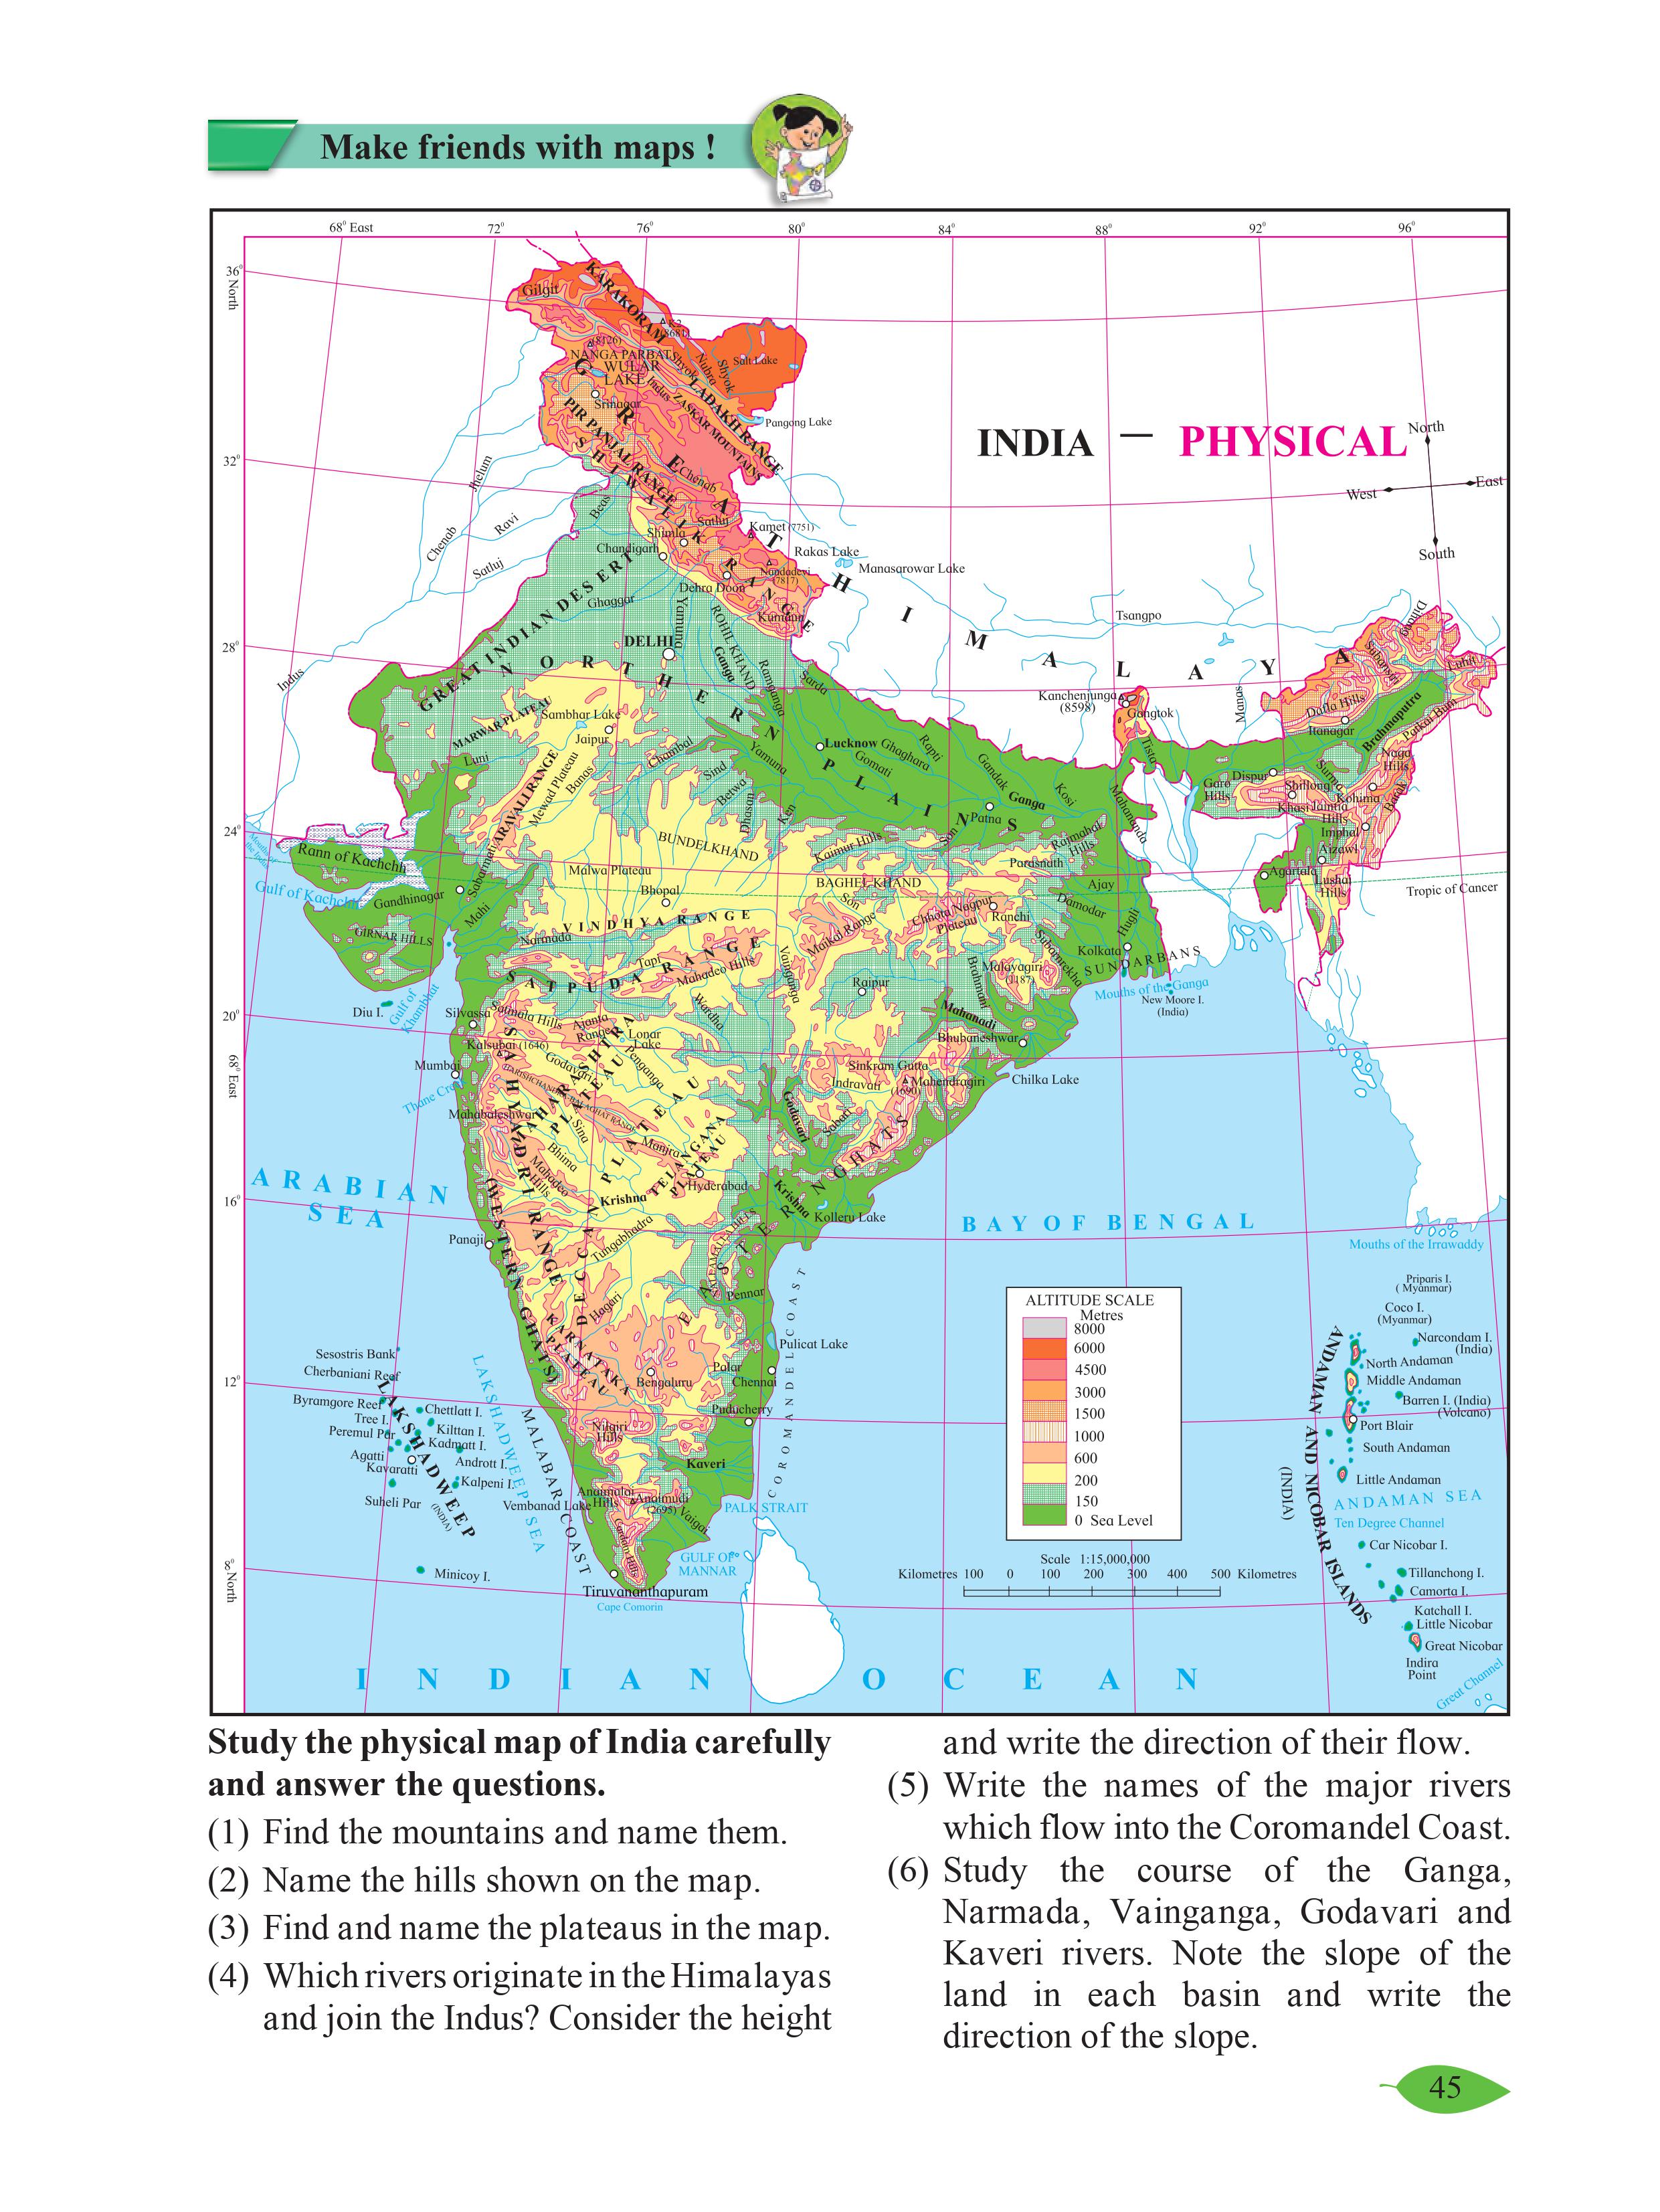 Make friends with maps !
68° East
72°
76°
80°
84°
88°
92°
96°
36°
North
32°
28°
24°
20°
68° East
16°
12°
8°
North
INDIA — PHYSICAL
North
West
East
South
Gilgit
KARAKORAM
K2
(8681)
(8126)
NANGA PARBAT
WULAR
LAKE
Shyok
Nubra
Shyok
Salt Lake
Indus
LADAKH RANGE
ZASKAR MOUNTAINS
Srinagar
PIR PANJAL RANGE
Pangong Lake
GREAT HIMALAYA
SHIWALIK RANGE
Chenab
Jhelum
Chenab
Ravi
Satluj
Beas
Satluj
Shimla
Chandigarh
Kamet (7751)
Rakas Lake
Manasarowar Lake
Nandadevi
(7817)
Dehra Doon
Kumaun
Tsangpo
Dihang
Subansiri
Luhit
Indus
GREAT INDIAN DESERT
Ghaggar
Yamuna
ROHILKHAND
Ganga
Ramganga
Sarda
DELHI
NORTHERN PLAINS
Kanchenjunga
(8598)
Gangtok
Manas
Dafla Hills
Itanagar
Brahmaputra
Patkai Bum
MARWAR PLATEAU
Sambhar Lake
Jaipur
Luni
ARAVALI RANGE
Mewad Plateau
Banas
Chambal
Sind
Betwa
Dhasan
Ken
Yamuna
Lucknow
Gomati
Ghaghara
Rapti
Gandak
Kosi
Ganga
Patna
Tista
Mahananda
Dispur
Garo
Hills
Shillong
Khasi
Jaintia
Hills
Surma
Naga
Hills
Kohima
Barak
Imphal
Aizawl
Agartala
Lushai
Hills
Tropic of Cancer
BUNDELKHAND
Kaimur Hills
Son
Rajmahal
Hills
Parasnath
Mouths of
the Indus
Rann of Kachchh
Gulf of Kachchh
Gandhinagar
Sabarmati
Mahi
GIRNAR HILLS
Malwa Plateau
Bhopal
BAGHELKHAND
Son
Ajay
Damodar
Hugli
Chhota Nagpur
Plateau
Ranchi
VINDHYA RANGE
Narmada
Maikal Range
Kolkata
SUNDARBANS
Tapi
SATPUDA RANGE
Mahadeo Hills
Vainganga
Raipur
Brahmani
Malayagiri
(1187)
Subarnrekha
Mouths of the Ganga
New Moore I.
(India)
Diu I.
Gulf of
Khambhat
Silvassa
Satmala Hills
Ajanta
Range
Lonar
Lake
Wardha
Mahanadi
Bhubaneshwar
Kalsubai (1646)
Godavari
Penganga
Mumbai
Thane Creek
HARISHCHANDRA BALAGHAT RANGE
MAHARASHTRA
PLATEAU
Sinkram Gutta
Indravati
Mahendragiri
(1690)
Chilka Lake
Mahabaleshwar
SAHYADRI RANGE
(WESTERN GHATS)
Sina
Bhima
Mahadeo
Hills
Manjra
Godavari
Sabari
EASTERN GHATS
TELANGANA
PLATEAU
Hyderabad
Krishna
Krishna
Kolleru Lake
DECCAN PLATEAU
Tungabhadra
ARABIAN
SEA
Panaji
BAY OF BENGAL
Mouths of the Irrawaddy
Pennar
Hagari
KARNATAKA
PLATEAU
Pulicat Lake
COROMANDEL COAST
Palar
Chennai
Bengaluru
Puducherry
Nilgiri
Hills
Kaveri
Anaimalai
Hills
Anaimudi
(2695)
Vaigai
Cardamom Hills
Vembanad Lake
PALK STRAIT
MALABAR COAST
GULF OF
MANNAR
Tiruvananthapuram
Cape Comorin
Sesostris Bank
Cherbaniani Reef
Byramgore Reef
Tree I.
Peremul Par
Agatti
Kavaratti
Suheli Par
Chettlatt I.
Kilttan I.
Kadmatt I.
Andrott I.
Kalpeni I.
LAKSHADWEEP
(INDIA)
LAKSHADWEEP SEA
Minicoy I.
ALTITUDE SCALE
Metres
8000
6000
4500
3000
1500
1000
600
200
150
0 Sea Level
Scale 1:15,000,000
Kilometres 100 0 100 200 300 400 500 Kilometres
Priparis I.
( Myanmar)
Coco I.
(Myanmar)
Narcondam I.
(India)
North Andaman
Middle Andaman
Barren I. (India)
(Volcano)
Port Blair
South Andaman
Little Andaman
ANDAMAN SEA
Ten Degree Channel
ANDAMAN AND NICOBAR ISLANDS
(INDIA)
Car Nicobar I.
Tillanchong I.
Camorta I.
Katchall I.
Little Nicobar
Great Nicobar
Indira
Point
Great Channel
INDIAN OCEAN
Study the physical map of India carefully
and answer the questions.
(1) Find the mountains and name them.
(2) Name the hills shown on the map.
(3) Find and name the plateaus in the map.
(4) Which rivers originate in the Himalayas
and join the Indus? Consider the height
and write the direction of their flow.
(5) Write the names of the major rivers
which flow into the Coromandel Coast.
(6) Study the course of the Ganga,
Narmada, Vainganga, Godavari and
Kaveri rivers. Note the slope of the
land in each basin and write the
direction of the slope.
45